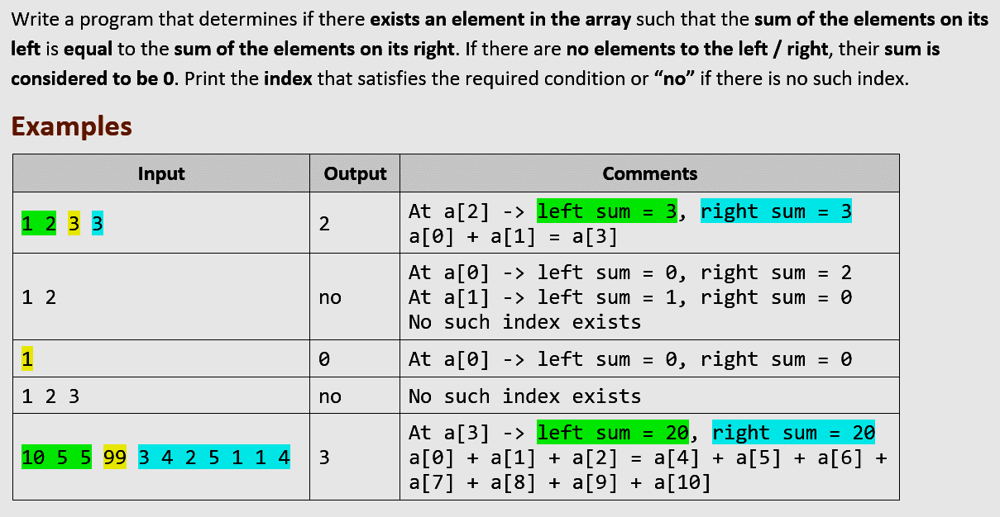 Write a program that determines if there exists an element in the array such that the sum of the elements on its
left is equal to the sum of the elements on its right. If there are no elements to the left / right, their sum is
considered to be 0. Print the index that satisfies the required condition or “no” if there is no such index.
Examples
Input Output Comments
1 2 3 3 2 At a[2] -> left sum = 3, right sum = 3
a[0] + a[1] = a[3]
1 2 no At a[0] -> left sum = 0, right sum = 2
At a[1] -> left sum = 1, right sum = 0
No such index exists
1 0 At a[0] -> left sum = 0, right sum = 0
1 2 3 no No such index exists
10 5 5 99 3 4 2 5 1 1 4 3 At a[3] -> left sum = 20, right sum = 20
a[0] + a[1] + a[2] = a[4] + a[5] + a[6] +
a[7] + a[8] + a[9] + a[10]